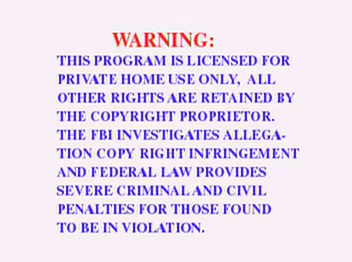 WARNING:
THIS PROGRAM IS LICENSED FOR
PRIVATE HOME USE ONLY, ALL
OTHER RIGHTS ARE RETAINED BY
THE COPYRIGHT PROPRIETOR.
THE FBI INVESTIGATES ALLEGA-
TION COPY RIGHT INFRINGEMENT
AND FEDERAL LAW PROVIDES
SEVERE CRIMINAL AND CIVIL
PENALTIES FOR THOSE FOUND
TO BE IN VIOLATION.